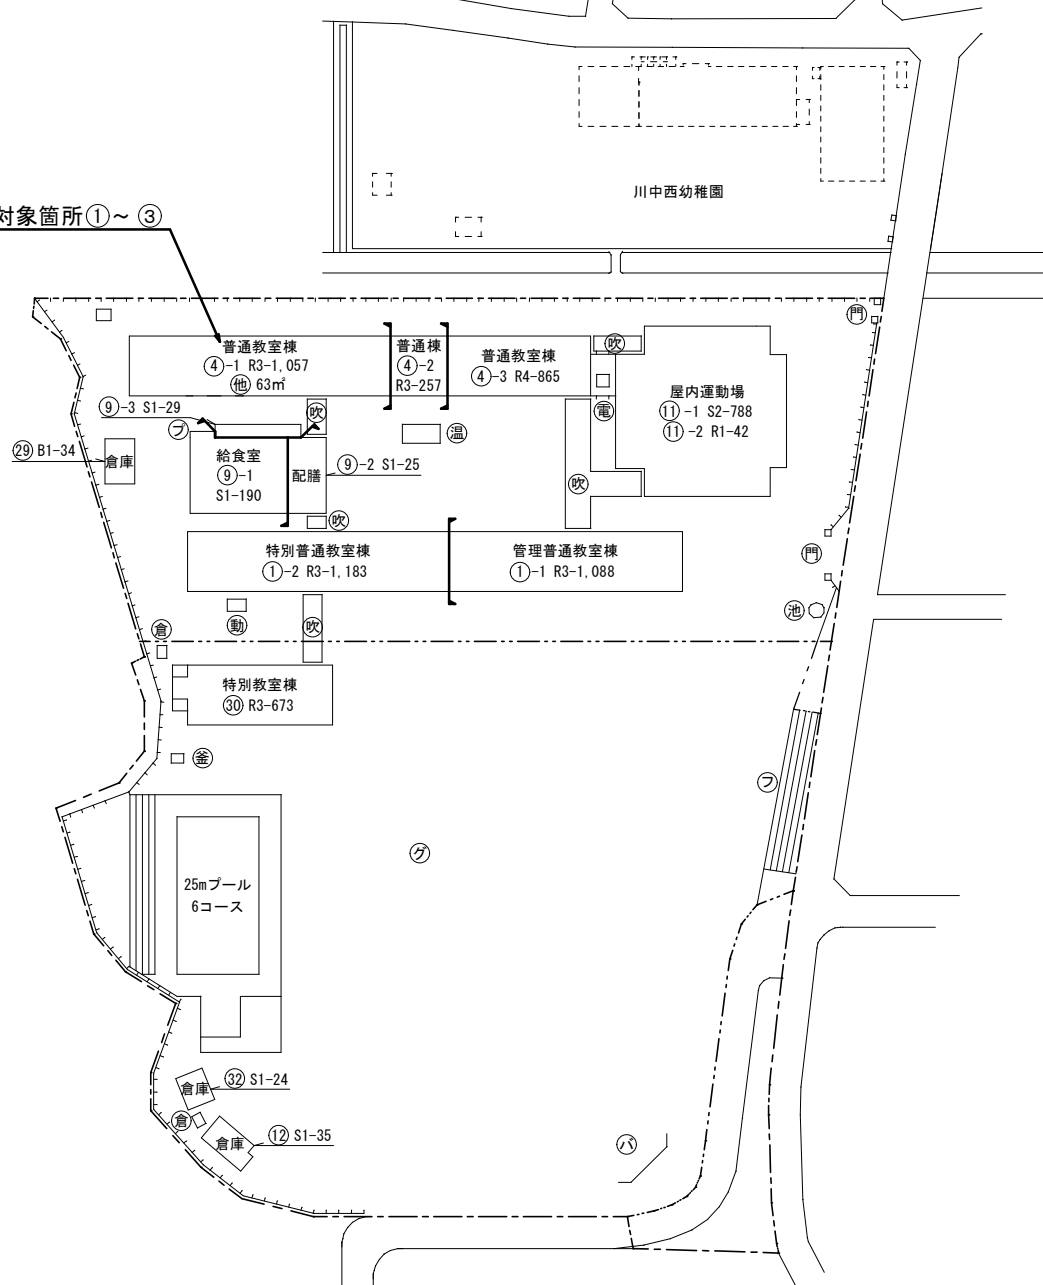 川中西幼稚園
対象箇所①~③
門
普通教室棟
④-1 R3-1,057
㊀他 63㎡
普通棟
④-2
R3-257
普通教室棟
④-3 R4-865
吹
電
屋内運動場
⑪-1 S2-788
⑪-2 R1-42
⑨-3 S1-29
プ
吹
温
㉙ B1-34
倉庫
給食室
⑨-1
S1-190
配膳
⑨-2 S1-25
吹
吹
特別普通教室棟
①-2 R3-1,183
管理普通教室棟
①-1 R3-1,088
門
池
動
倉
吹
特別教室棟
㉚ R3-673
釜
フ
グ
25mプール
6コース
倉庫
㉜ S1-24
倉
倉庫
⑫ S1-35
バ